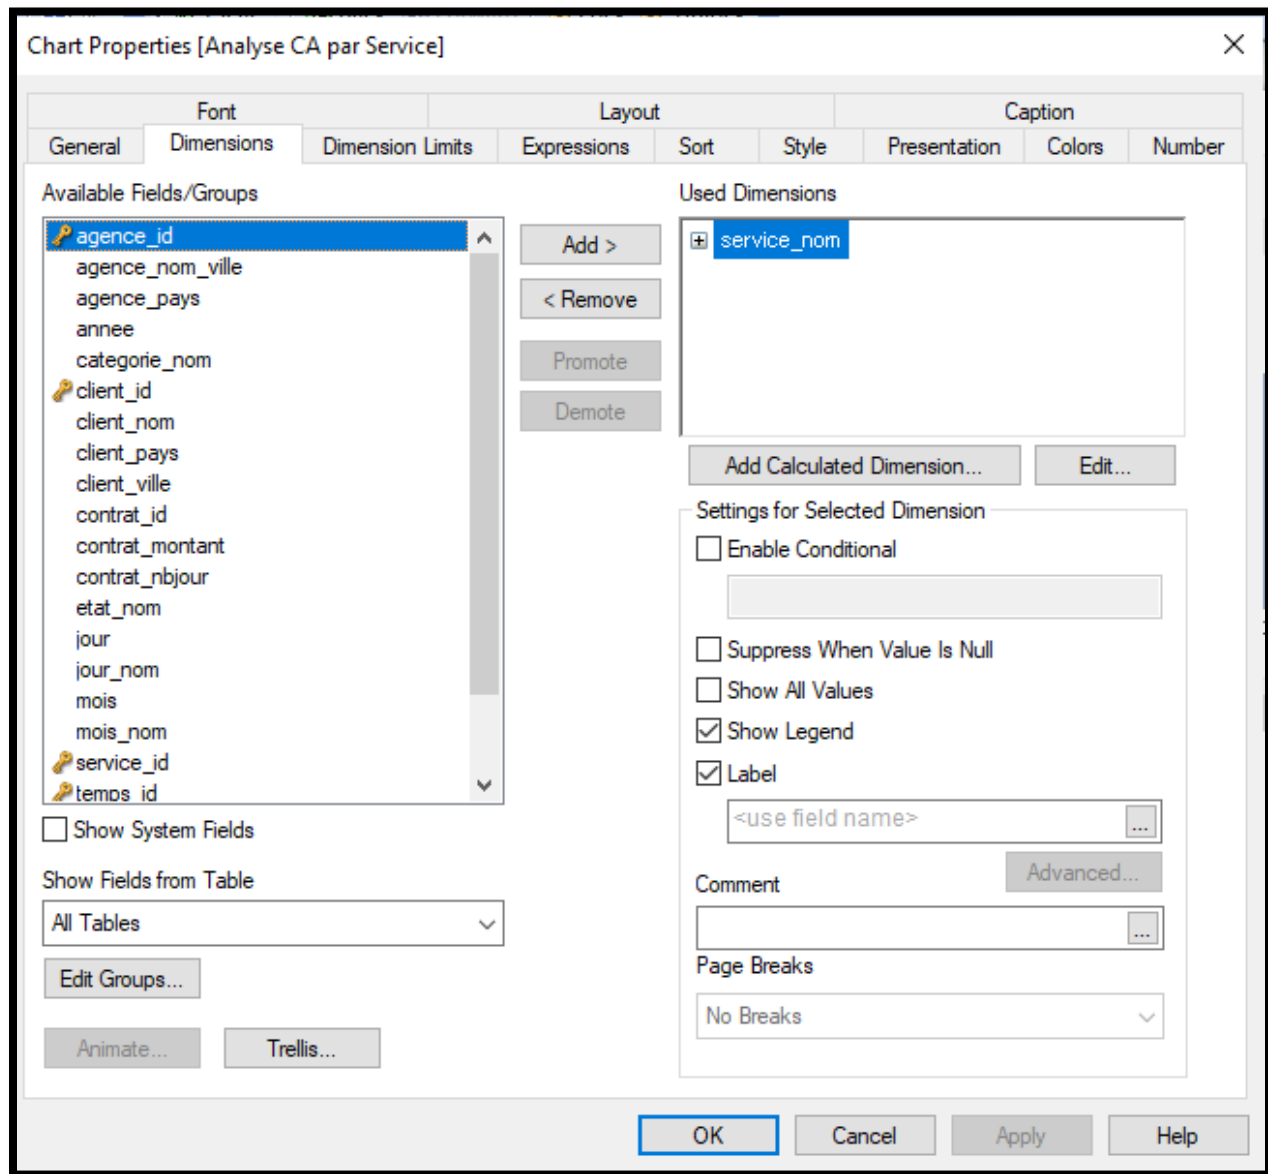 Chart Properties [Analyse CA par Service]
Font Layout Caption
General Dimensions Dimension Limits Expressions Sort Style Presentation Colors Number
Available Fields/Groups
agence_id
agence_nom_ville
agence_pays
annee
categorie_nom
client_id
client_nom
client_pays
client_ville
contrat_id
contrat_montant
contrat_nbjour
etat_nom
jour
jour_nom
mois
mois_nom
service_id
temps_id
Show System Fields
Show Fields from Table
All Tables
Edit Groups...
Animate... Trellis...
Add >
< Remove
Promote
Demote
Used Dimensions
service_nom
Add Calculated Dimension... Edit...
Settings for Selected Dimension
Enable Conditional
Suppress When Value Is Null
Show All Values
Show Legend
Label
<use field name> ...
Advanced...
Comment
...
Page Breaks
No Breaks
OK Cancel Apply Help